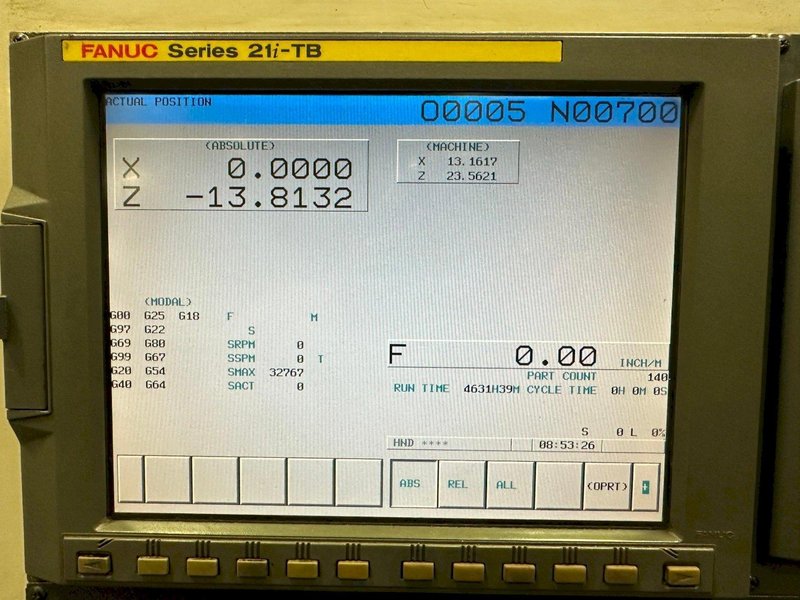 FANUC Series 21i-TB
ACTUAL POSITION
O0005 N00700
(ABSOLUTE)
X 0.0000
Z -13.8132
(MACHINE)
X 13.1617
Z 23.5621
(MODAL)
G00 G25 G18 F M
G97 G22 S
G69 G80 SRPM 0
G99 G67 SSPM 0 T
G20 G54 SMAX 32767
G40 G64 SACT 0
F 0.00 INCH/M
PART COUNT 140
RUN TIME 4631H39M CYCLE TIME 0H 0M 0S
S 0 L 0%
HND **** 08:53:26
ABS REL ALL (OPRT) +
FANUC